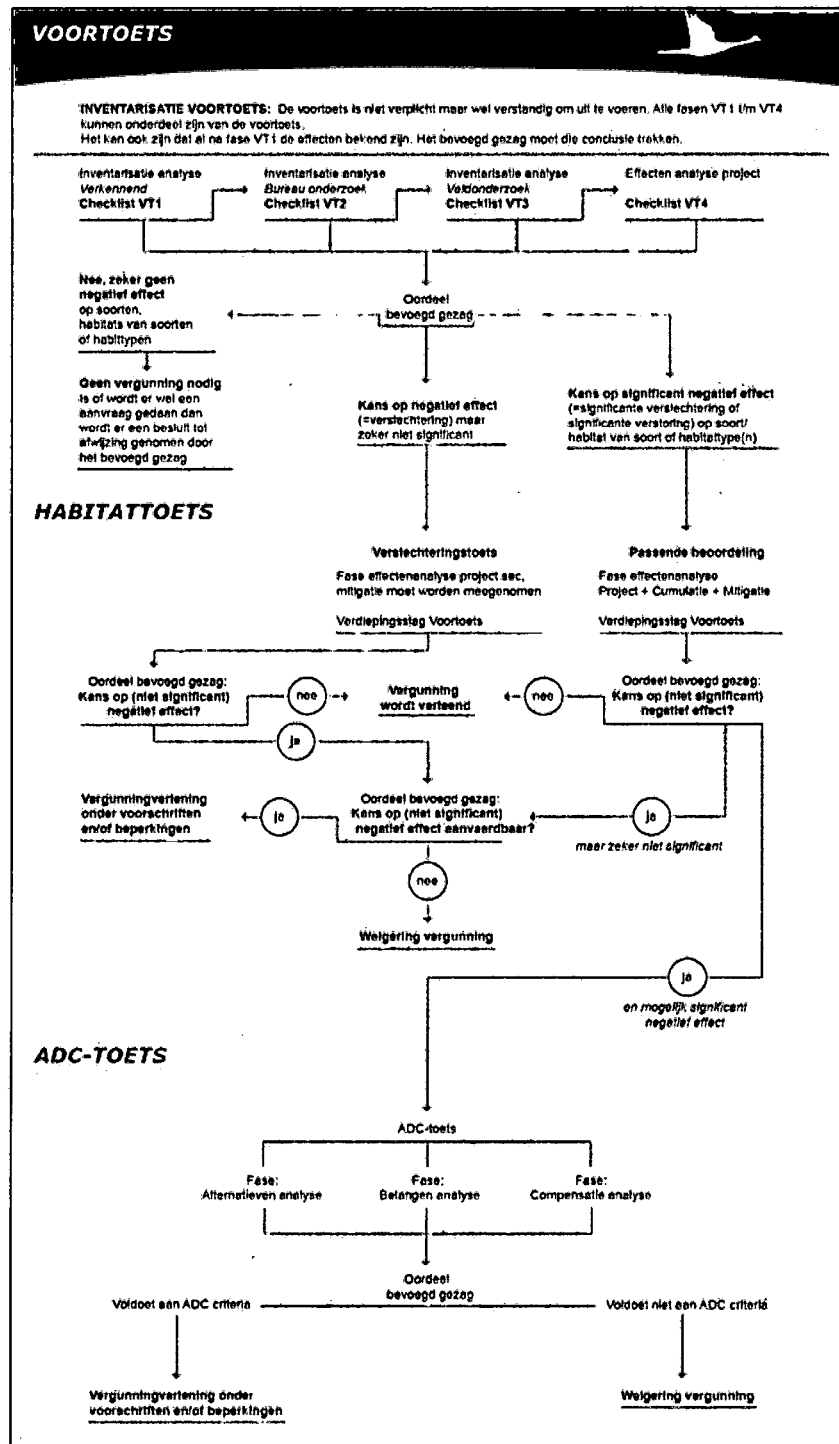 VOORTOETS
INVENTARISATIE VOORTOETS: De voortoets is niet verplicht maar wel verstandig om uit te voeren. Alle fasen VT1 t/m VT4
kunnen onderdeel zijn van de voortoets.
Het kan ook zijn dat al na fase VT1 de effecten bekend zijn. Het bevoegd gezag moet die conclusie trekken.
Inventarisatie analyse
Verkennend
Checklist VT1
Inventarisatie analyse
Bureau onderzoek
Checklist VT2
Inventarisatie analyse
Veldonderzoek
Checklist VT3
Effecten analyse project
Checklist VT4
Nee, zeker geen
negatief effect
op soorten,
habitats van soorten
of habittypen
Oordeel
bevoegd gezag
Geen vergunning nodig
Is of wordt er wel een
aanvraag gedaan dan
wordt er een besluit tot
afwijzing genomen door
het bevoegd gezag
Kans op negatief effect
(=verslechtering) maar
zeker niet significant
Kans op significant negatief effect
(=significante verslechtering of
significante verstoring) op soort/
habitat van soort of habitattype(n)
HABITATTOETS
Verslechteringstoets
Fase effectenanalyse project sec,
mitigatie moet worden meegenomen
Verdiepingsslag Voortoets
Passende beoordeling
Fase effectenanalyse
Project + Cumulatie + Mitigatie
Verdiepingsslag Voortoets
Oordeel bevoegd gezag:
Kans op (niet significant)
negatief effect?
nee
Vergunning
wordt verleend
nee
Oordeel bevoegd gezag:
Kans op (niet significant)
negatief effect?
ja
Vergunningverlening
onder voorschriften
en/of beperkingen
ja
Oordeel bevoegd gezag:
Kans op (niet significant)
negatief effect aanvaardbaar?
ja
maar zeker niet significant
nee
Weigering vergunning
ja
en mogelijk significant
negatief effect
ADC-TOETS
ADC-toets
Fase:
Alternatieven analyse
Fase:
Belangen analyse
Fase:
Compensatie analyse
Oordeel
bevoegd gezag
Voldoet aan ADC criteria
Voldoet niet aan ADC criteria
Vergunningverlening onder
voorschriften en/of beperkingen
Weigering vergunning